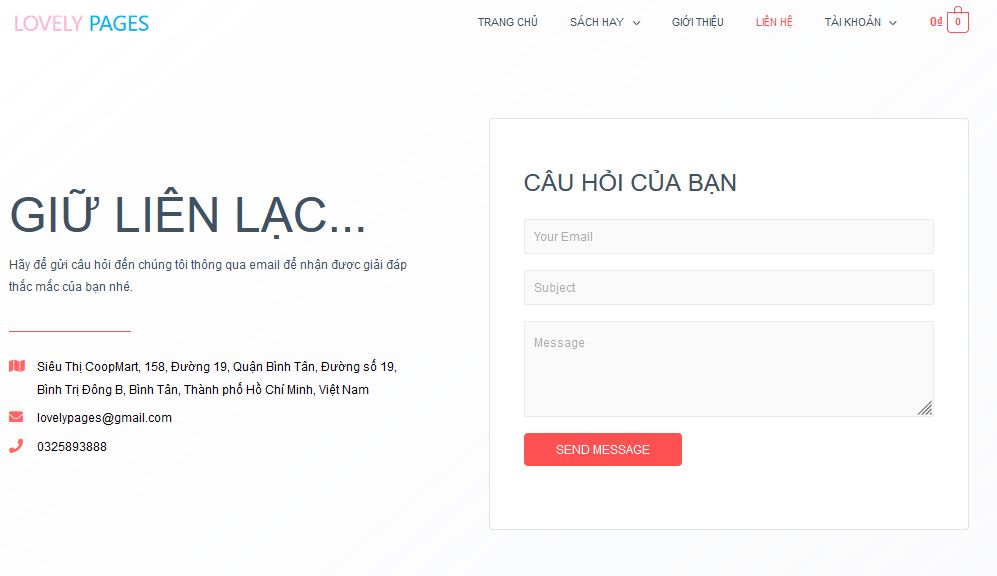 LOVELY PAGES
TRANG CHỦ
SÁCH HAY
GIỚI THIỆU
LIÊN HỆ
TÀI KHOẢN
0₫
0
GIỮ LIÊN LẠC...
Hãy để gửi câu hỏi đến chúng tôi thông qua email để nhận được giải đáp
thắc mắc của bạn nhé.
Siêu Thị CoopMart, 158, Đường 19, Quận Bình Tân, Đường số 19,
Bình Trị Đông B, Bình Tân, Thành phố Hồ Chí Minh, Việt Nam
lovelypages@gmail.com
0325893888
CÂU HỎI CỦA BẠN
Your Email
Subject
Message
SEND MESSAGE